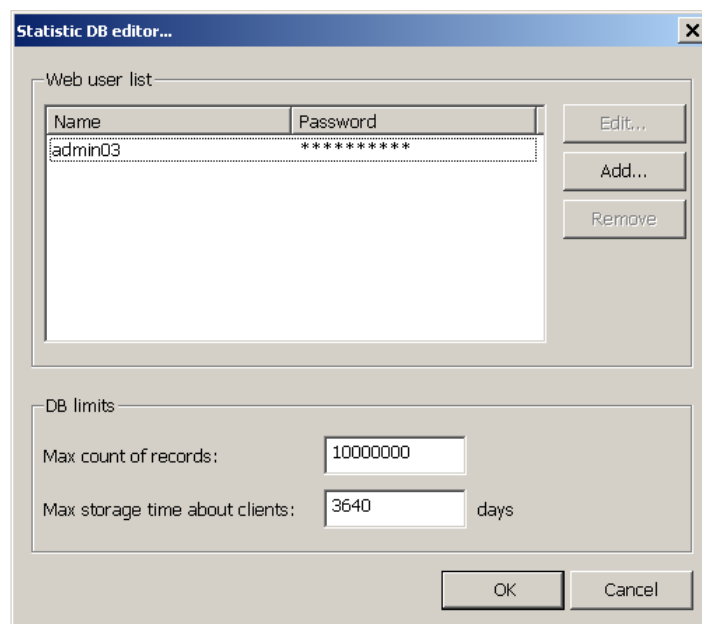 Statistic DB editor...
Web user list
Name Password
admin03 **********
Edit...
Add...
Remove
DB limits
Max count of records: 10000000
Max storage time about clients: 3640 days
OK Cancel